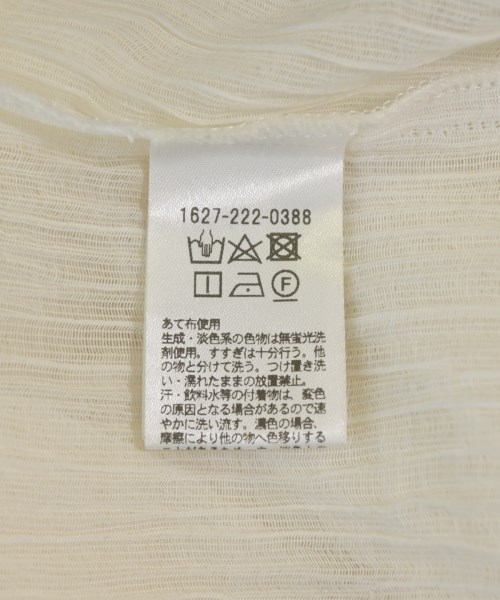 1627-222-0388
F
あて布使用
生成・淡色系の色物は無蛍光洗
剤使用。すすぎは十分行う。他
の物と分けて洗う。つけ置き洗
い・濡れたままの放置禁止。
汗・飲料水等の付着物は、変色
の原因となる場合があるので速
やかに洗い流す。濃色の場合、
摩擦により他の物へ色移りする